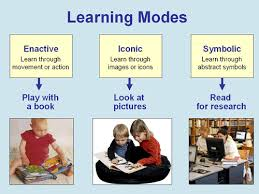 Learning Modes
Enactive
Learn through
movement or action
Iconic
Learn through
images or icons
Symbolic
Learn through
abstract symbols
Play with
a book
Look at
pictures
Read
for research